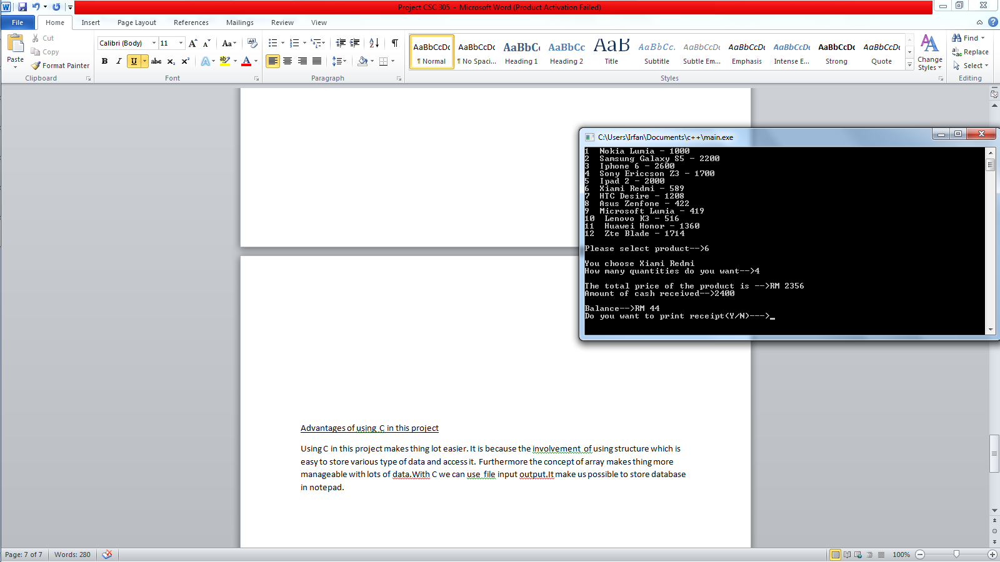 Project CSC 305 - Microsoft Word (Product Activation Failed)
File Home Insert Page Layout References Mailings Review View
Paste
Cut
Copy
Format Painter
Clipboard
Calibri (Body) 11
Font
Paragraph
AaBbCcDc AaBbCcDc AaBbCc AaBbCc AaB AaBbCc. AaBbCcDc AaBbCcDc AaBbCcDc AaBbCcDc AaBbCcDc
¶ Normal ¶ No Spaci... Heading 1 Heading 2 Title Subtitle Subtle Em... Emphasis Intense E... Strong Quote
Styles
Change
Styles
Find
Replace
Select
Editing
C:\Users\Irfan\Documents\c++\main.exe
1 Nokia Lumia - 1000
2 Samsung Galaxy S5 - 2200
3 Iphone 6 - 2600
4 Sony Ericcson Z3 - 1700
5 Ipad 2 - 2000
6 Xiami Redmi - 589
7 HTC Desire - 1208
8 Asus Zenfone - 422
9 Microsoft Lumia - 419
10 Lenovo K3 - 516
11 Huawei Honor - 1360
12 Zte Blade - 1714
Please select product-->6
You choose Xiami Redmi
How many quantities do you want-->4
The total price of the product is -->RM 2356
Amount of cash received-->2400
Balance-->RM 44
Do you want to print receipt(Y/N)--->_
Advantages of using C in this project
Using C in this project makes thing lot easier. It is because the involvement of using structure which is
easy to store various type of data and access it. Furthermore the concept of array makes thing more
manageable with lots of data.With C we can use file input output.It make us possible to store database
in notepad.
Page: 7 of 7 Words: 280 100%